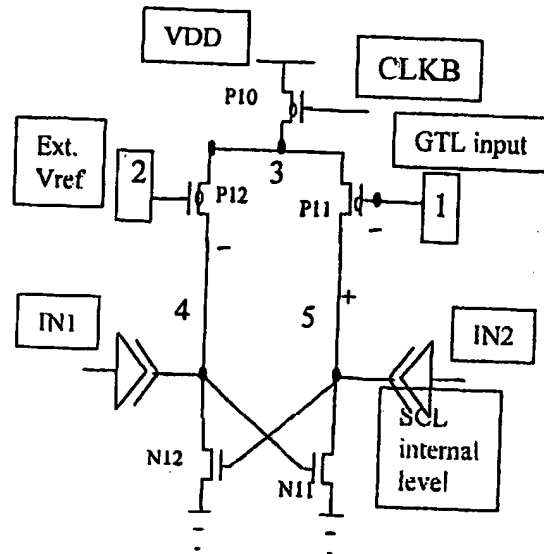 VDD
P10
CLKB
Ext.
Vref
2
3
GTL input
P12
P11
1
-
-
4
5
+
IN1
IN2
SCL
internal
level
N12
N11